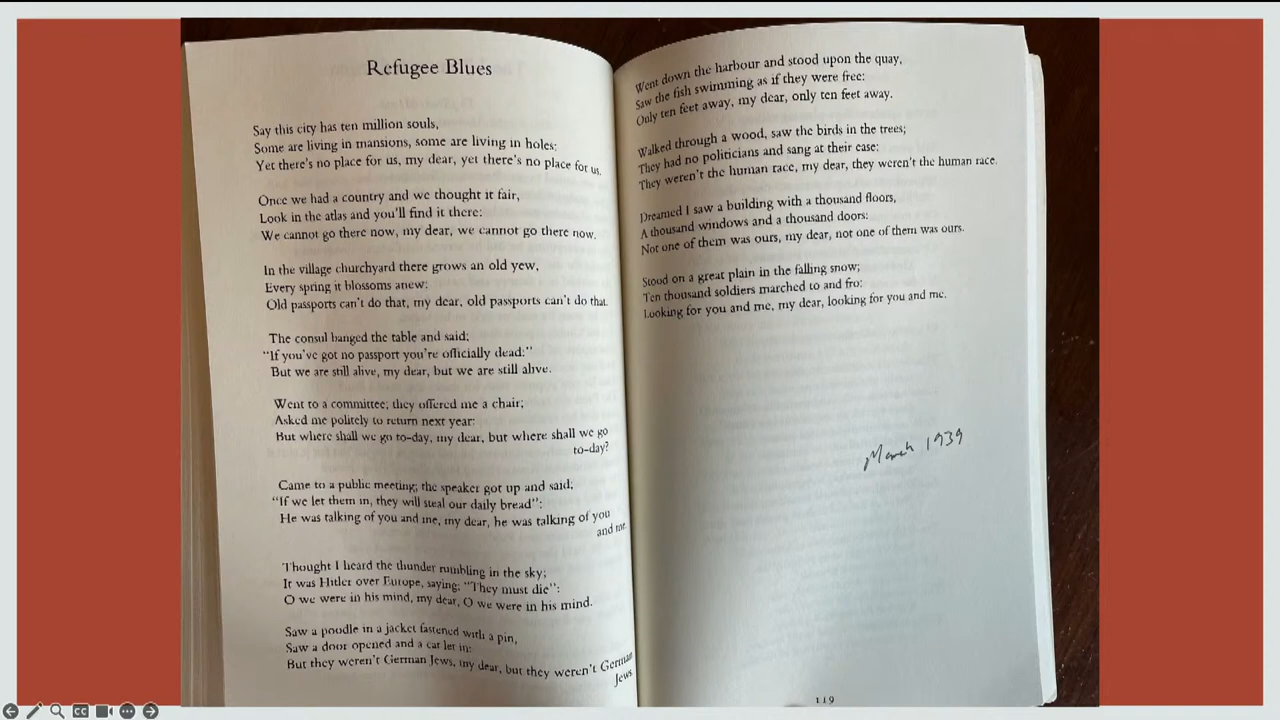 Refugee Blues
Say this city has ten million souls,
Some are living in mansions, some are living in holes:
Yet there's no place for us, my dear, yet there's no place for us.
Once we had a country and we thought it fair,
Look in the atlas and you'll find it there:
We cannot go there now, my dear, we cannot go there now.
In the village churchyard there grows an old yew,
Every spring it blossoms anew:
Old passports can't do that, my dear, old passports can't do that.
The consul banged the table and said;
"If you've got no passport you're officially dead:"
But we are still alive, my dear, but we are still alive.
Went to a committee; they offered me a chair;
Asked me politely to return next year:
But where shall we go to-day, my dear, but where shall we go
to-day?
Came to a public meeting; the speaker got up and said;
"If we let them in, they will steal our daily bread":
He was talking of you and me, my dear, he was talking of you
and me.
Thought I heard the thunder rumbling in the sky;
It was Hitler over Europe, saying; "They must die":
O we were in his mind, my dear, O we were in his mind.
Saw a poodle in a jacket fastened with a pin,
Saw a door opened and a cat let in:
But they weren't German Jews, my dear, but they weren't German
Jews
Went down the harbour and stood upon the quay,
Saw the fish swimming as if they were free:
Only ten feet away, my dear, only ten feet away.
Walked through a wood, saw the birds in the trees;
They had no politicians and sang at their ease:
They weren't the human race, my dear, they weren't the human race.
Dreamed I saw a building with a thousand floors,
A thousand windows and a thousand doors:
Not one of them was ours, my dear, not one of them was ours.
Stood on a great plain in the falling snow;
Ten thousand soldiers marched to and fro:
Looking for you and me, my dear, looking for you and me.
March 1939
119
CC